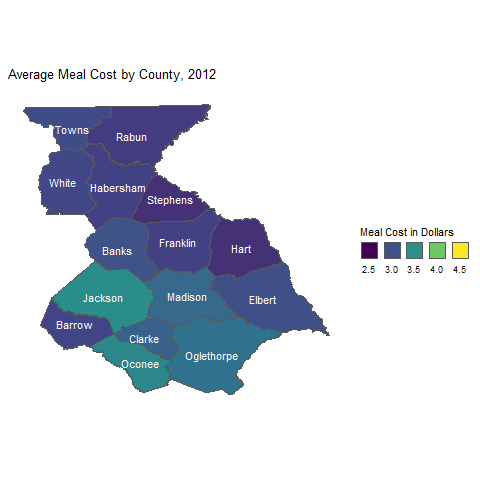 Average Meal Cost by County, 2012
Towns
Rabun
White
Habersham
Stephens
Banks
Franklin
Hart
Jackson
Madison
Elbert
Barrow
Clarke
Oconee
Oglethorpe
Meal Cost in Dollars
2.5 3.0 3.5 4.0 4.5